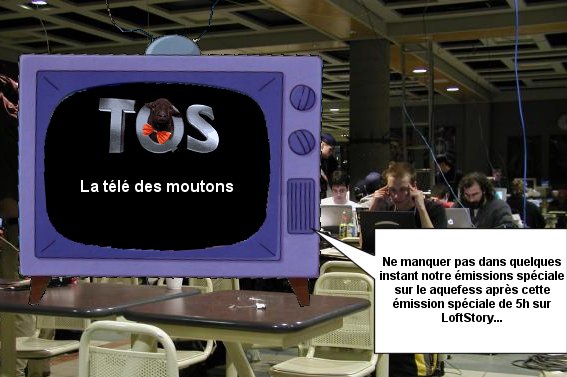 TQS
La télé des moutons
Ne manquer pas dans quelques
instant notre émissions spéciale
sur le aquefess après cette
émission spéciale de 5h sur
LoftStory...